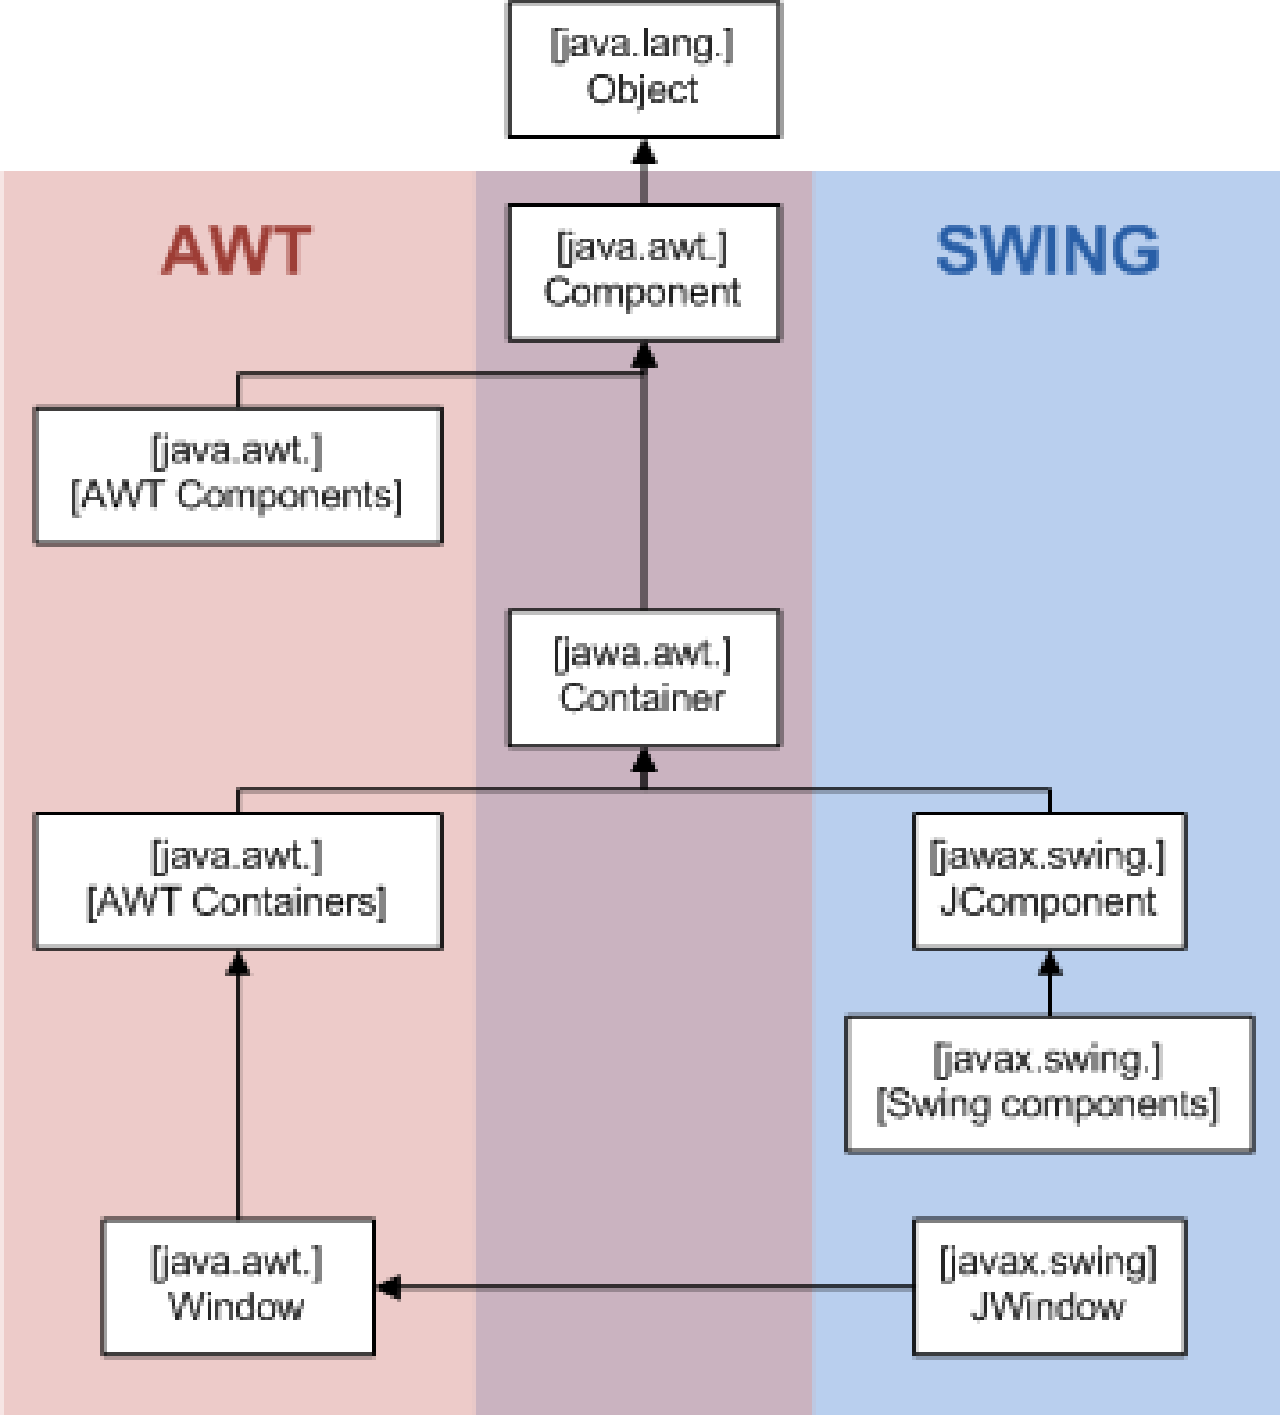 [java.lang.]
Object
AWT
[java.awt.]
Component
SWING
[java.awt.]
[AWT Components]
[jawa.awt.]
Container
[java.awt.]
[AWT Containers]
[jawax.swing.]
JComponent
[javax.swing.]
[Swing components]
[java.awt.]
Window
[javax.swing]
JWindow